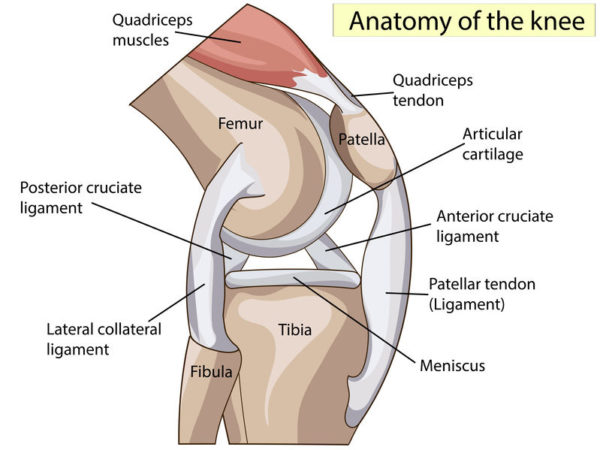 Anatomy of the knee
Quadriceps
muscles
Quadriceps
tendon
Femur
Patella
Articular
cartilage
Posterior cruciate
ligament
Anterior cruciate
ligament
Patellar tendon
(Ligament)
Lateral collateral
ligament
Tibia
Meniscus
Fibula